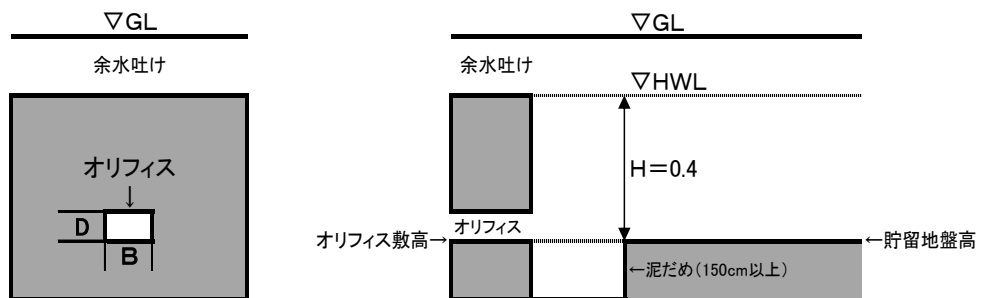 ▽GL
余水吐け
オリフィス
↓
D
B
▽GL
余水吐け
▽HWL
H=0.4
オリフィス
オリフィス敷高→
←貯留地盤高
←泥だめ(150cm以上)